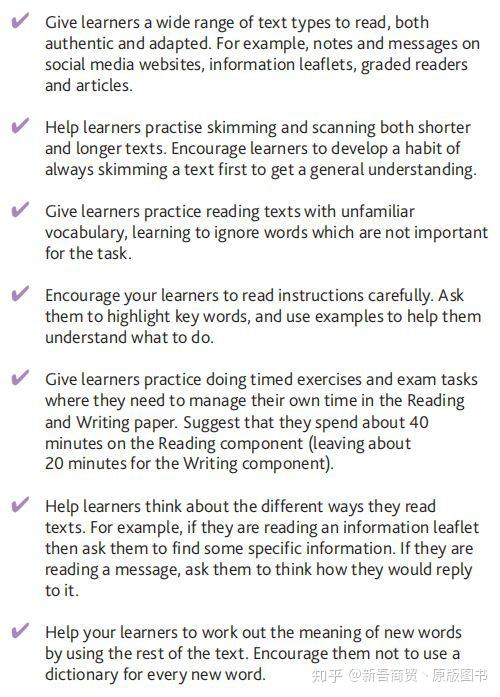 ✔ Give learners a wide range of text types to read, both
authentic and adapted. For example, notes and messages on
social media websites, information leaflets, graded readers
and articles.
✔ Help learners practise skimming and scanning both shorter
and longer texts. Encourage learners to develop a habit of
always skimming a text first to get a general understanding.
✔ Give learners practice reading texts with unfamiliar
vocabulary, learning to ignore words which are not important
for the task.
✔ Encourage your learners to read instructions carefully. Ask
them to highlight key words, and use examples to help them
understand what to do.
✔ Give learners practice doing timed exercises and exam tasks
where they need to manage their own time in the Reading
and Writing paper. Suggest that they spend about 40
minutes on the Reading component (leaving about
20 minutes for the Writing component).
✔ Help learners think about the different ways they read
texts. For example, if they are reading an information leaflet
then ask them to find some specific information. If they are
reading a message, ask them to think how they would reply
to it.
✔ Help your learners to work out the meaning of new words
by using the rest of the text. Encourage them not to use a
dictionary for every new word.
知乎 @新吾商贸丶原版图书